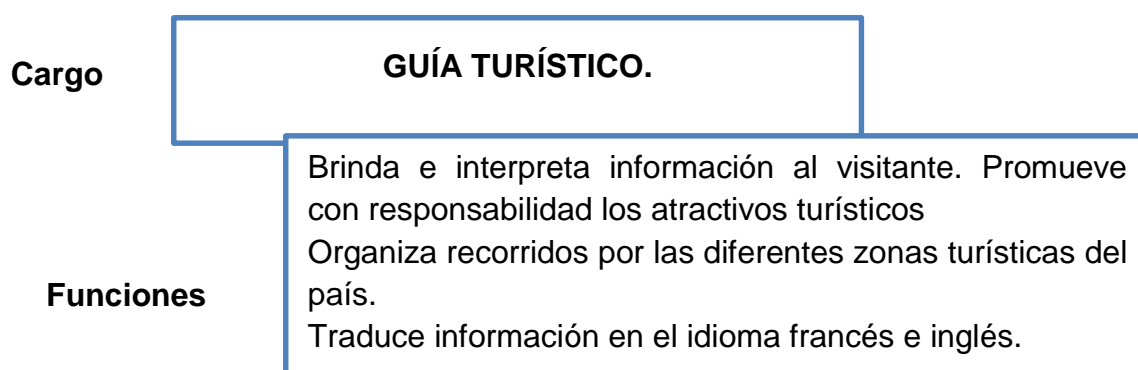 Cargo
GUÍA TURÍSTICO.
Brinda e interpreta información al visitante. Promueve
con responsabilidad los atractivos turísticos
Organiza recorridos por las diferentes zonas turísticas del
Funciones
país.
Traduce información en el idioma francés e inglés.